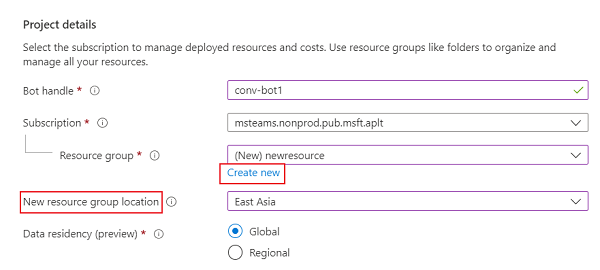 Project details
Select the subscription to manage deployed resources and costs. Use resource groups like folders to organize and
manage all your resources.
Bot handle *
conv-bot1
Subscription *
msteams.nonprod.pub.msft.aplt
Resource group *
(New) newresource
Create new
New resource group location
East Asia
Data residency (preview) *
Global
Regional